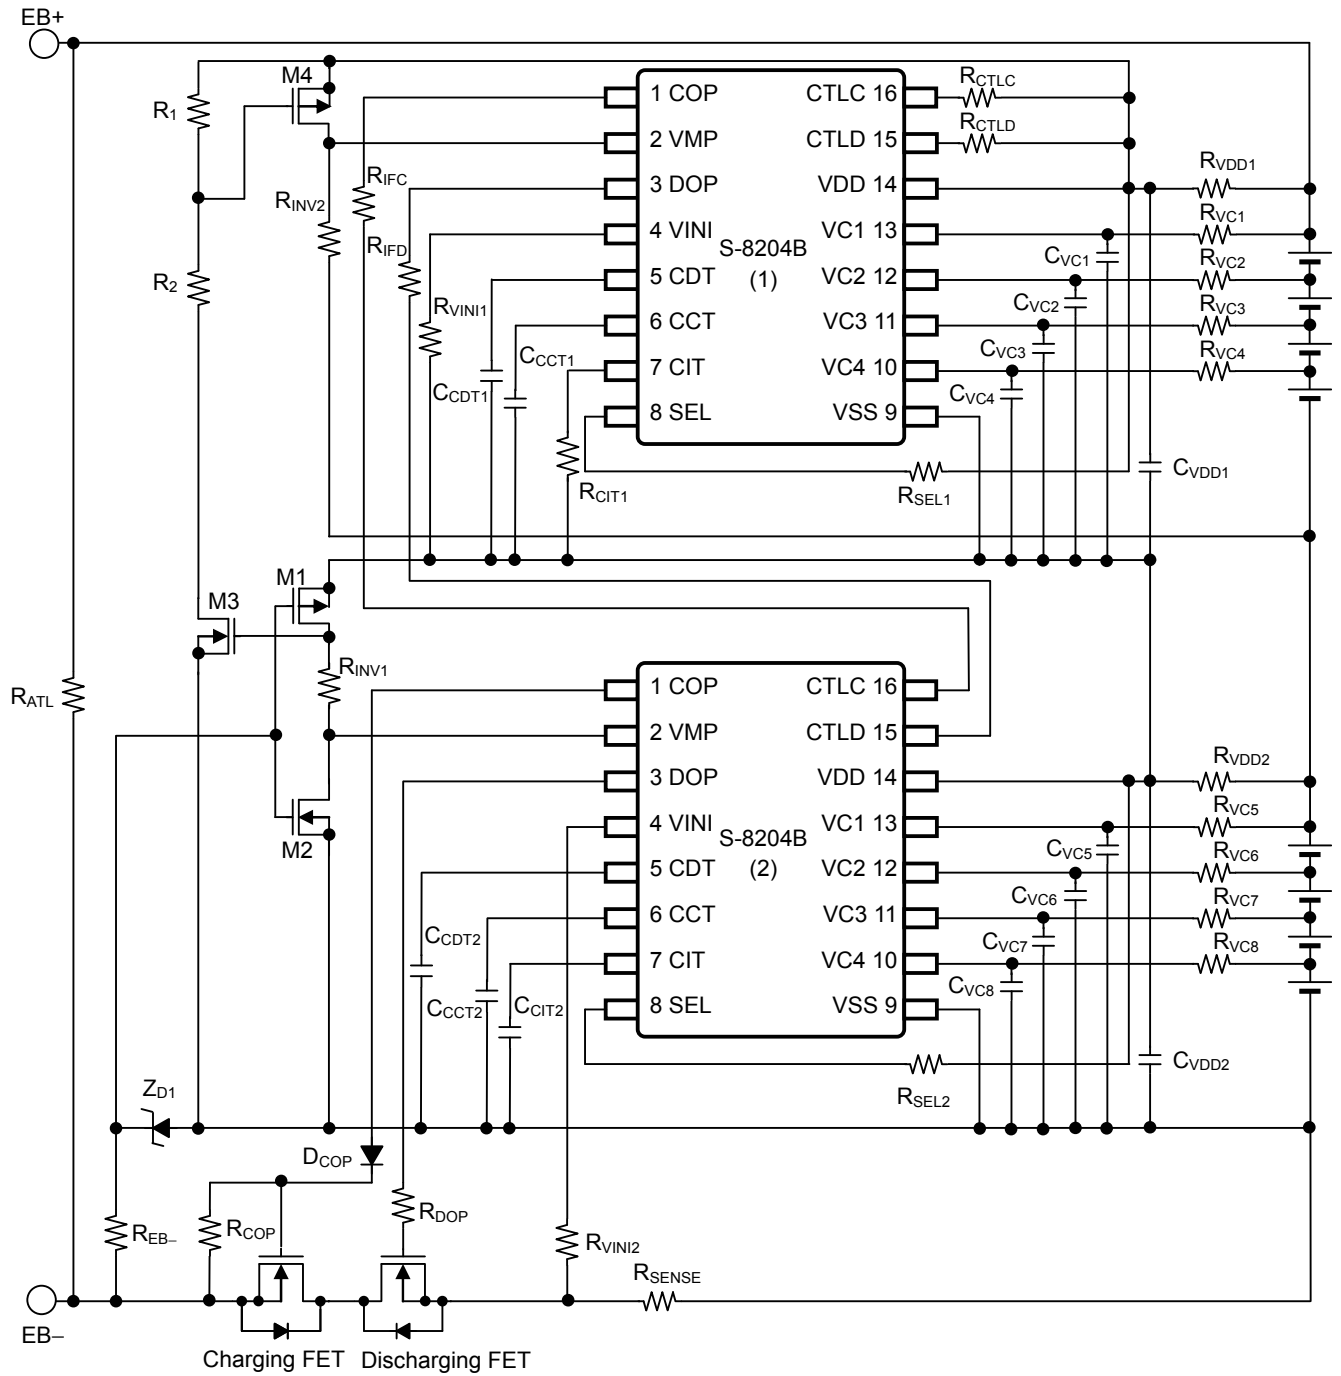 EB+
R1
M4
RINV2
RIFC
RIFD
R2
RVINI1
CCDT1
CCCT1
RCIT1
1 COP
2 VMP
3 DOP
4 VINI
5 CDT
6 CCT
7 CIT
8 SEL
S-8204B
(1)
CTLC 16
CTLD 15
VDD 14
VC1 13
VC2 12
VC3 11
VC4 10
VSS 9
RCTLC
RCTLD
RVDD1
RVC1
RVC2
RVC3
RVC4
CVC1
CVC2
CVC3
CVC4
RSEL1
CVDD1
M1
M3
RINV1
RATL
M2
1 COP
2 VMP
3 DOP
4 VINI
5 CDT
6 CCT
7 CIT
8 SEL
S-8204B
(2)
CTLC 16
CTLD 15
VDD 14
VC1 13
VC2 12
VC3 11
VC4 10
VSS 9
RVDD2
RVC5
RVC6
RVC7
RVC8
CVC5
CVC6
CVC7
CVC8
CCDT2
CCCT2
CCIT2
RSEL2
CVDD2
ZD1
DCOP
REB–
RCOP
RDOP
RVINI2
RSENSE
EB–
Charging FET
Discharging FET